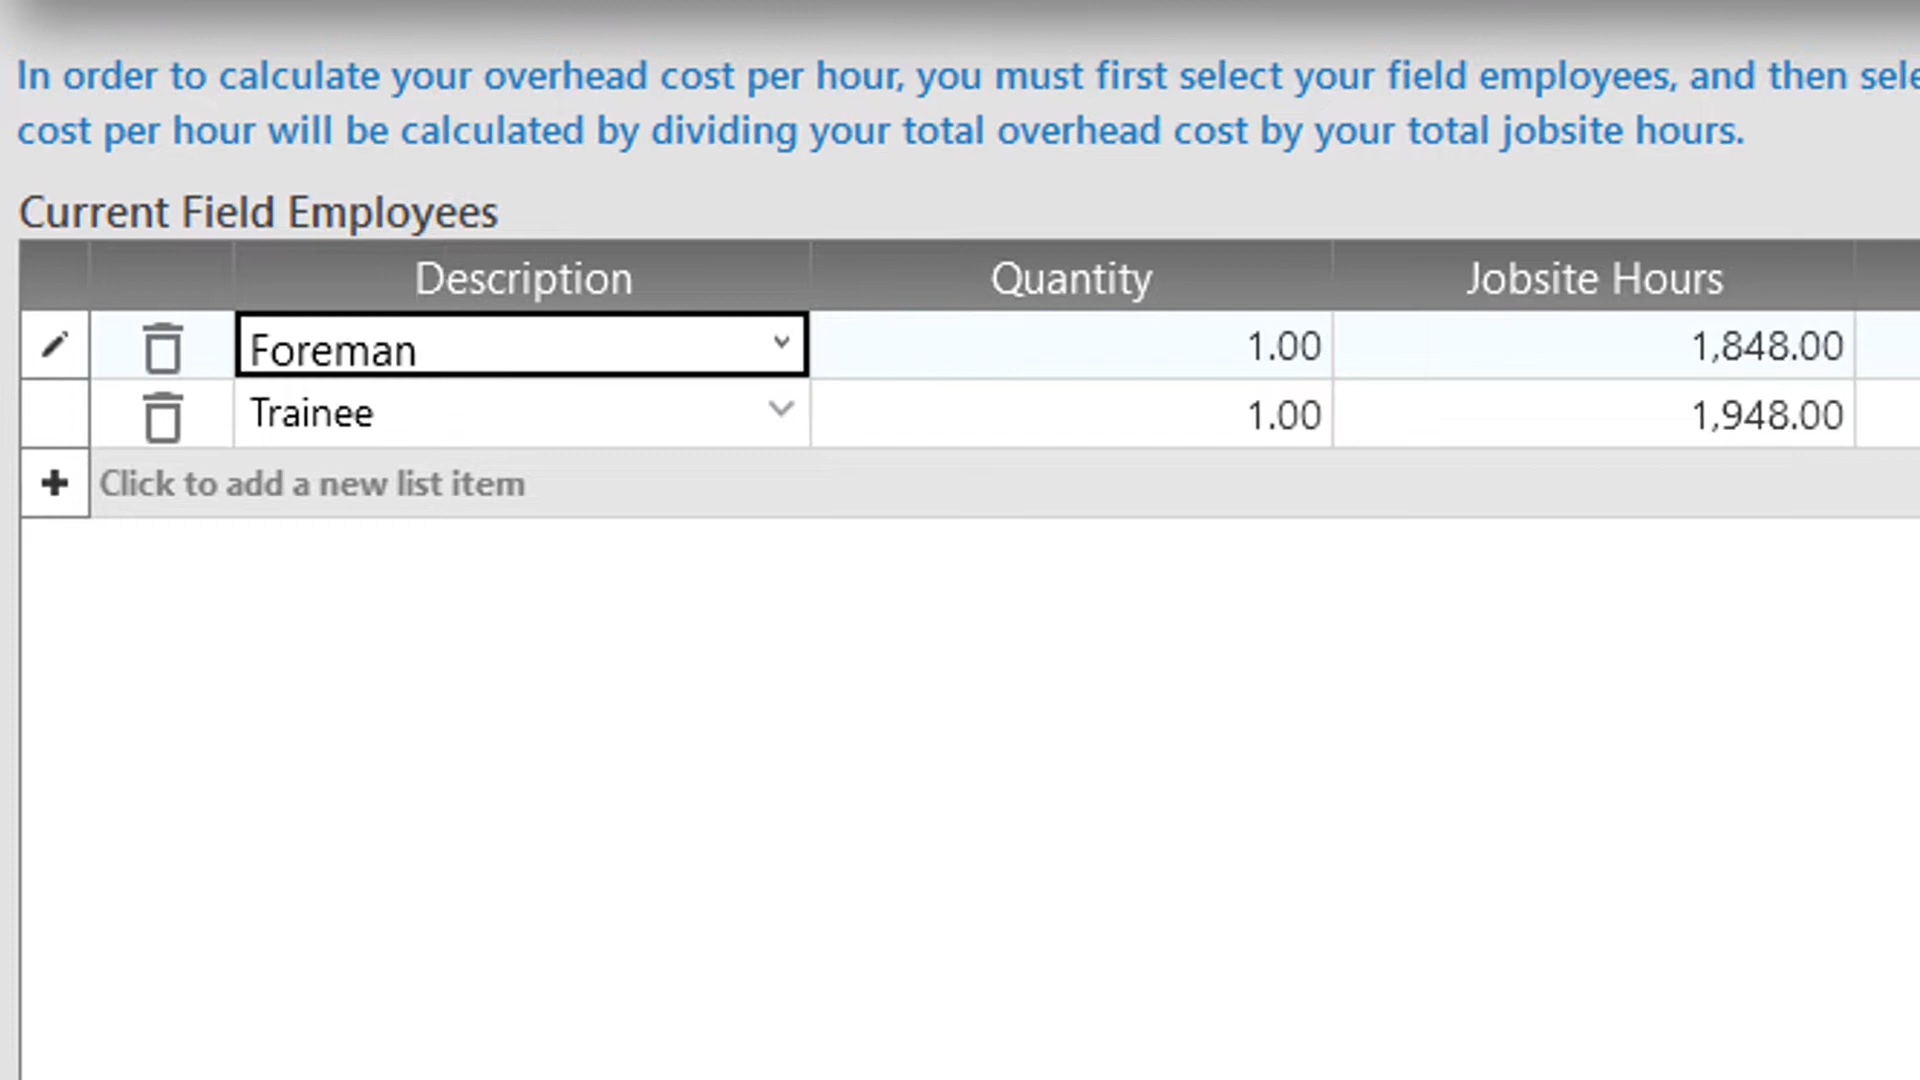 In order to calculate your overhead cost per hour, you must first select your field employees, and then
cost per hour will be calculated by dividing your total overhead cost by your total jobsite hours.
Current Field Employees
Description Quantity Jobsite Hours
Foreman 1.00 1,848.00
Trainee 1.00 1,948.00
Click to add a new list item